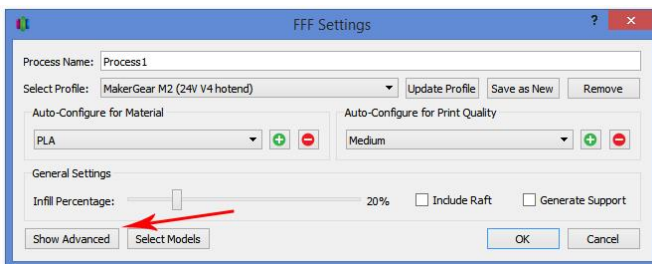 FFF Settings ? ×
Process Name: Process1
Select Profile: MakerGear M2 (24V V4 hotend) Update Profile Save as New Remove
Auto-Configure for Material Auto-Configure for Print Quality
PLA Medium
General Settings
Infill Percentage: 20% Include Raft Generate Support
Show Advanced Select Models OK Cancel